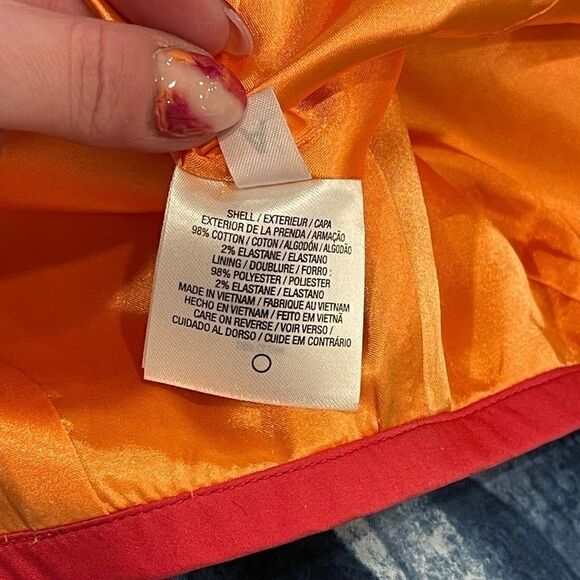 SHELL / EXTERIEUR / CAPA
EXTERIOR DE LA PRENDA / ARMAÇÃO
98% COTTON / COTON / ALGODÓN / ALGODÃO
2% ELASTANE / ELASTANO
LINING / DOUBLURE / FORRO :
98% POLYESTER / POLIESTER
2% ELASTANE / ELASTANO
MADE IN VIETNAM / FABRIQUE AU VIETNAM
HECHO EN VIETNAM / FEITO EM VIETNÃ
CARE ON REVERSE / VOIR VERSO /
CUIDADO AL DORSO / CUIDE EM CONTRÁRIO